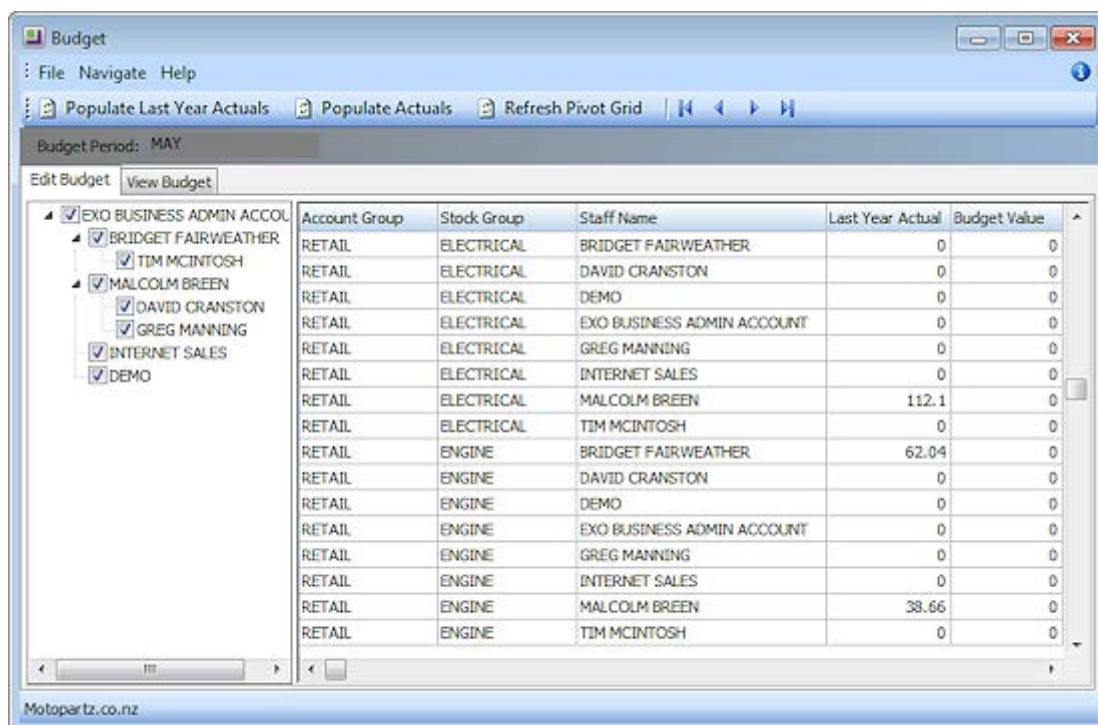 Budget
File Navigate Help
Populate Last Year Actuals Populate Actuals Refresh Pivot Grid
Budget Period: MAY
Edit Budget View Budget
EXO BUSINESS ADMIN ACCOU
BRIDGET FAIRWEATHER
TIM MCINTOSH
MALCOLM BREEN
DAVID CRANSTON
GREG MANNING
INTERNET SALES
DEMO
Account Group Stock Group Staff Name Last Year Actual Budget Value
RETAIL ELECTRICAL BRIDGET FAIRWEATHER 0 0
RETAIL ELECTRICAL DAVID CRANSTON 0 0
RETAIL ELECTRICAL DEMO 0 0
RETAIL ELECTRICAL EXO BUSINESS ADMIN ACCOUNT 0 0
RETAIL ELECTRICAL GREG MANNING 0 0
RETAIL ELECTRICAL INTERNET SALES 0 0
RETAIL ELECTRICAL MALCOLM BREEN 112.1 0
RETAIL ELECTRICAL TIM MCINTOSH 0 0
RETAIL ENGINE BRIDGET FAIRWEATHER 62.04 0
RETAIL ENGINE DAVID CRANSTON 0 0
RETAIL ENGINE DEMO 0 0
RETAIL ENGINE EXO BUSINESS ADMIN ACCOUNT 0 0
RETAIL ENGINE GREG MANNING 0 0
RETAIL ENGINE INTERNET SALES 0 0
RETAIL ENGINE MALCOLM BREEN 38.66 0
RETAIL ENGINE TIM MCINTOSH 0 0
Motopartz.co.nz